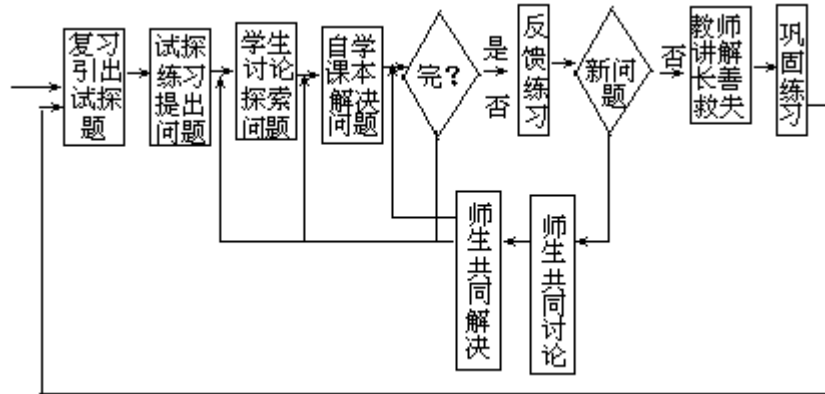 复习
引出
试探
题
试探
练习
提出
问题
学生
讨论
探索
问题
自学
课本
解决
问题
完?
是
否
反
馈
练
习
新问
题
否
教师
讲解
长善
救失
巩
固
练
习
师
生
共
同
解
决
师
生
共
同
讨
论